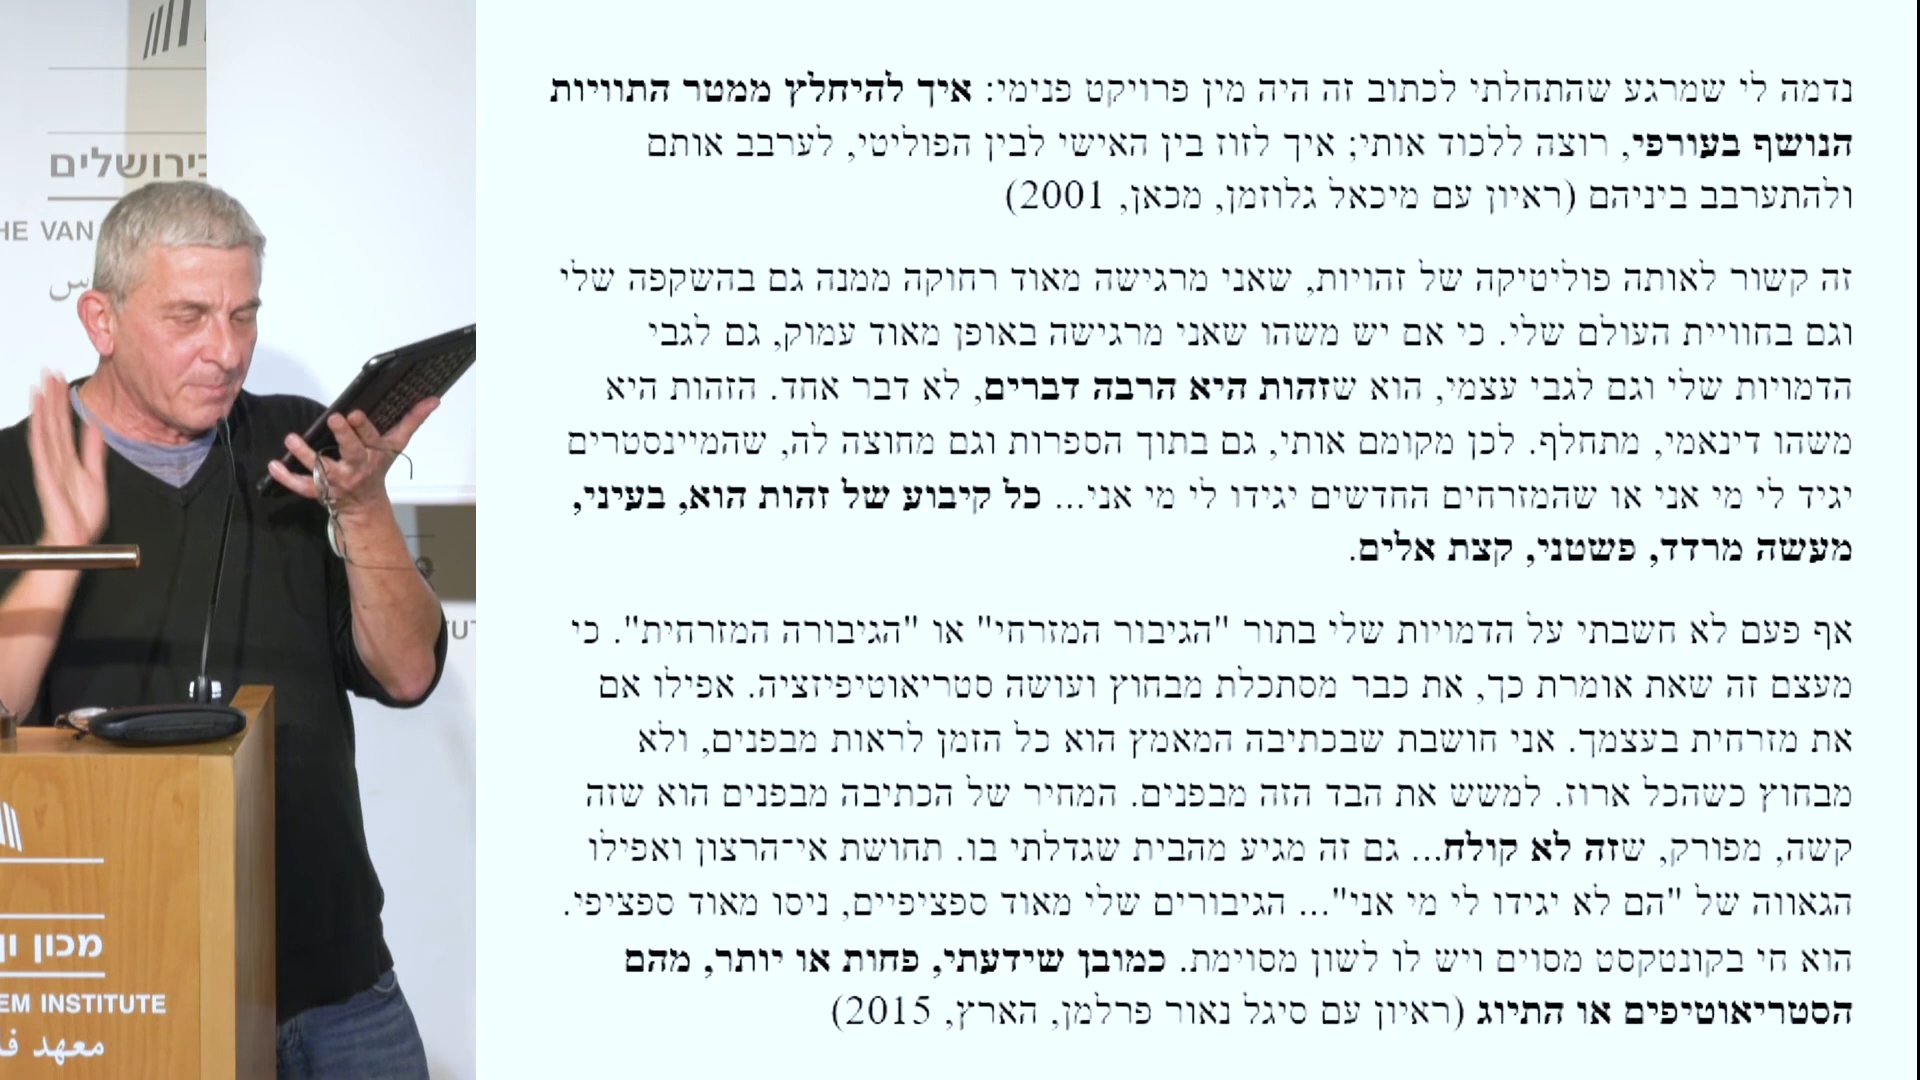 נדמה לי שמרגע שהתחלתי לכתוב זה היה מין פרויקט פנימי: איך להיחלץ ממטר התוויות
הנושף בעורפי, רוצה ללכוד אותי; איך לזוז בין האישי לבין הפוליטי, לערבב אותם
ולהתערבב ביניהם (ראיון עם מיכאל גלוזמן, מכאן, 2001)
זה קשור לאותה פוליטיקה של זהויות, שאני מרגישה מאוד רחוקה ממנה גם בהשקפה שלי
וגם בחוויית העולם שלי. כי אם יש משהו שאני מרגישה באופן מאוד עמוק, גם לגבי
הדמויות שלי וגם לגבי עצמי, הוא שזהות היא הרבה דברים, לא דבר אחד. הזהות היא
משהו דינאמי, מתחלף. לכן מקומם אותי, גם בתוך הספרות וגם מחוצה לה, שהמיינסטרים
יגיד לי מי אני או שהמזרחים החדשים יגידו לי מי אני... כל קיבוע של זהות הוא, בעיני,
מעשה מרדד, פשטני, קצת אלים.
אף פעם לא חשבתי על הדמויות שלי בתור "הגיבור המזרחי" או "הגיבורה המזרחית". כי
מעצם זה שאת אומרת כך, את כבר מסתכלת מבחוץ ועושה סטריאוטיפיזציה. אפילו אם
את מזרחית בעצמך. אני חושבת שבכתיבה המאמץ הוא כל הזמן לראות מבפנים, ולא
מבחוץ כשהכל ארוז. למשש את הבד הזה מבפנים. המחיר של הכתיבה מבפנים הוא שזה
קשה, מפורק, שזה לא קולח... גם זה מגיע מהבית שגדלתי בו. תחושת אי־הרצון ואפילו
הגאווה של "הם לא יגידו לי מי אני"... הגיבורים שלי מאוד ספציפיים, ניסו מאוד ספציפי.
הוא חי בקונטקסט מסוים ויש לו לשון מסוימת. כמובן שידעתי, פחות או יותר, מהם
הסטריאוטיפים או התיוג (ראיון עם סיגל נאור פרלמן, הארץ, 2015)
בירושלים
HE VAN
מכון ון
EM INSTITUTE
معهد ف